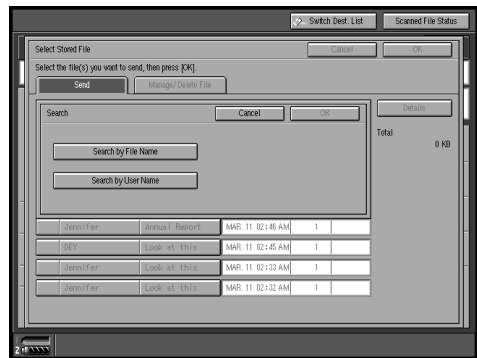 Switch Dest. List Scanned File Status
Select Stored File Cancel OK
Select the file(s) you want to send, then press [OK].
Send Manage/Delete File
Search Cancel OK Details
Total
0 KB
Search by File Name
Search by User Name
Jennifer Annual Report MAR. 11 02:46 AM 1
DEY Look at this MAR. 11 02:45 AM 1
Jennifer Look at this MAR. 11 02:33 AM 1
Jennifer Look at this MAR. 11 02:32 AM 1
2